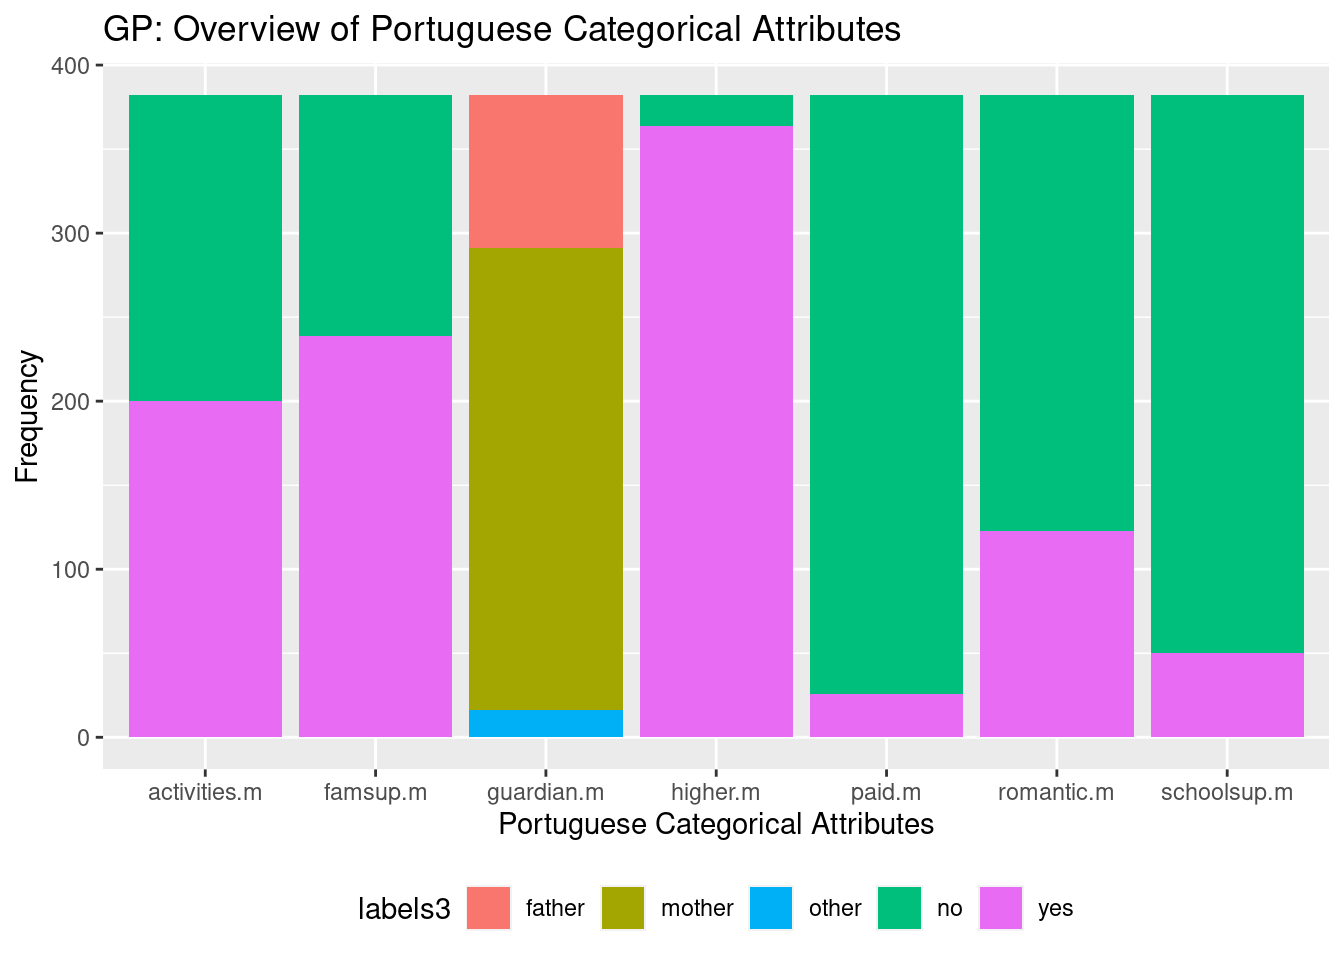 GP: Overview of Portuguese Categorical Attributes
400
300
200
100
0
Frequency
activities.m famsup.m guardian.m higher.m paid.m romantic.m schoolsup.m
Portuguese Categorical Attributes
labels3 father mother other no yes